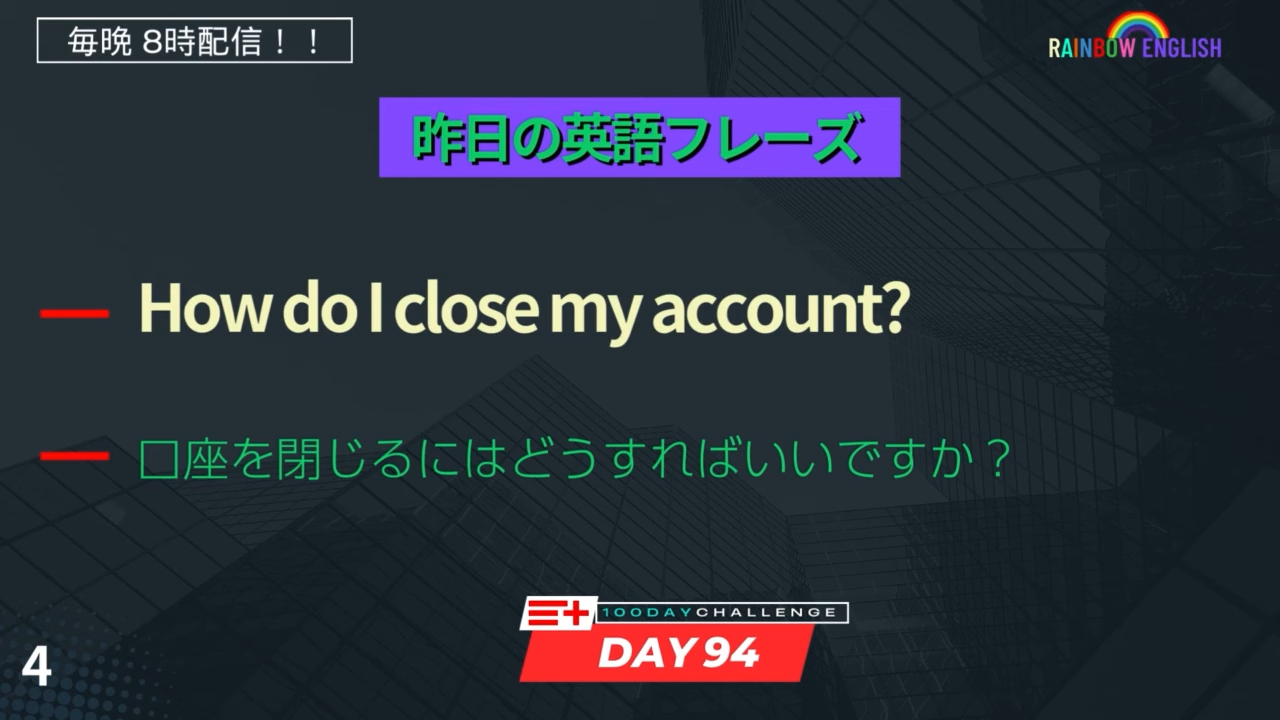 毎晩 8時配信！！
RAINBOW ENGLISH
昨日の英語フレーズ
How do I close my account?
口座を閉じるにはどうすればいいですか？
100DAYCHALLENGE
DAY 94
4